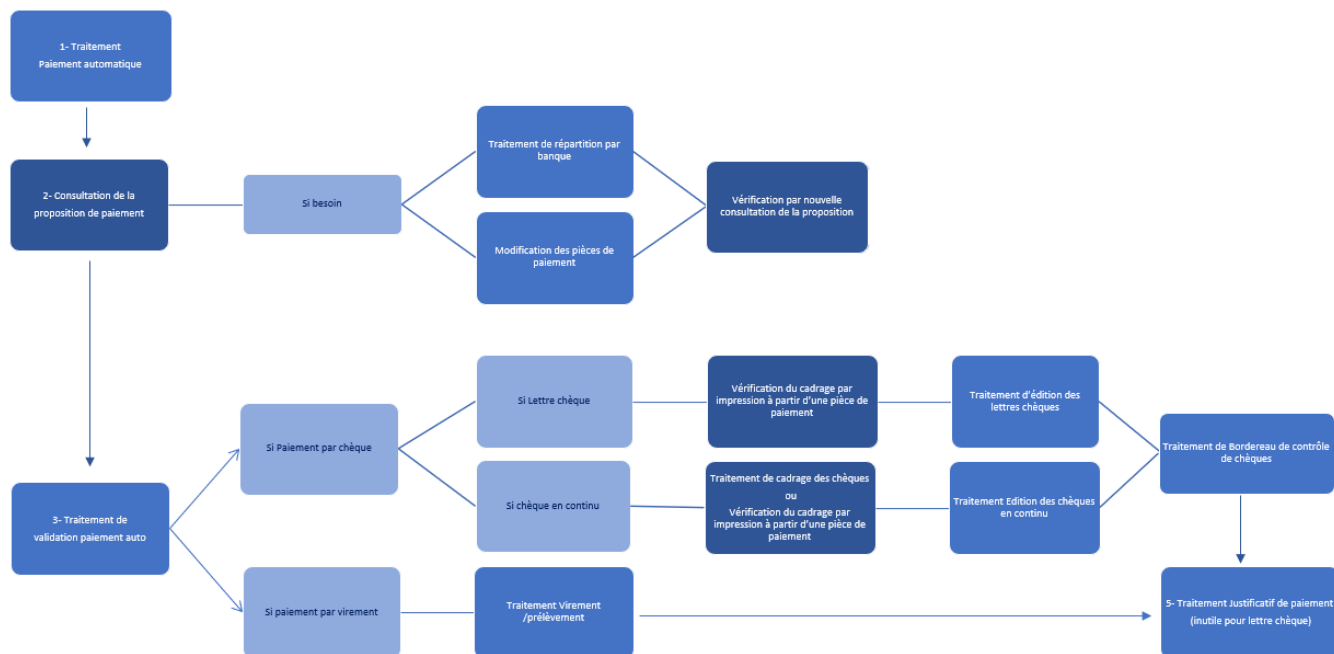 1- Traitement
Paiement automatique
2- Consultation de la
proposition de paiement
Si besoin
Traitement de répartition par
banque
Modification des pièces de
paiement
Vérification par nouvelle
consultation de la proposition
3- Traitement de
validation paiement auto
Si Paiement par chèque
Si Lettre chèque
Vérification du cadrage par
impression à partir d'une pièce de
paiement
Traitement d'édition des
lettres chèques
Si chèque en continu
Traitement de cadrage des chèques
ou
Vérification du cadrage par
impression à partir d'une pièce de
paiement
Traitement Edition des chèques
en continu
Traitement de Bordereau de contrôle
de chèques
Si paiement par virement
Traitement Virement
/prélèvement
5- Traitement Justificatif de paiement
(inutile pour lettre chèque)